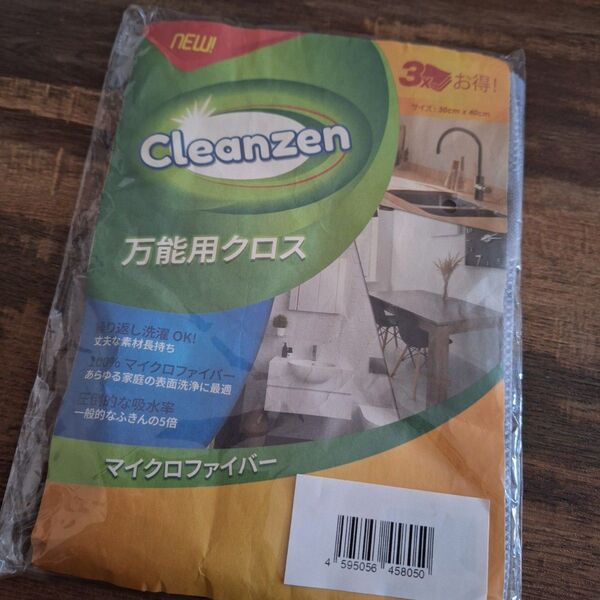 NEW!
3× お得!
サイズ: 30cm x 40cm
Cleanzen
万能用クロス
繰り返し洗濯 OK!
丈夫な素材長持ち
100% マイクロファイバー
あらゆる家庭の表面洗浄に最適
圧倒的な吸水率
一般的なふきんの5倍
マイクロファイバー
4 595056 458050